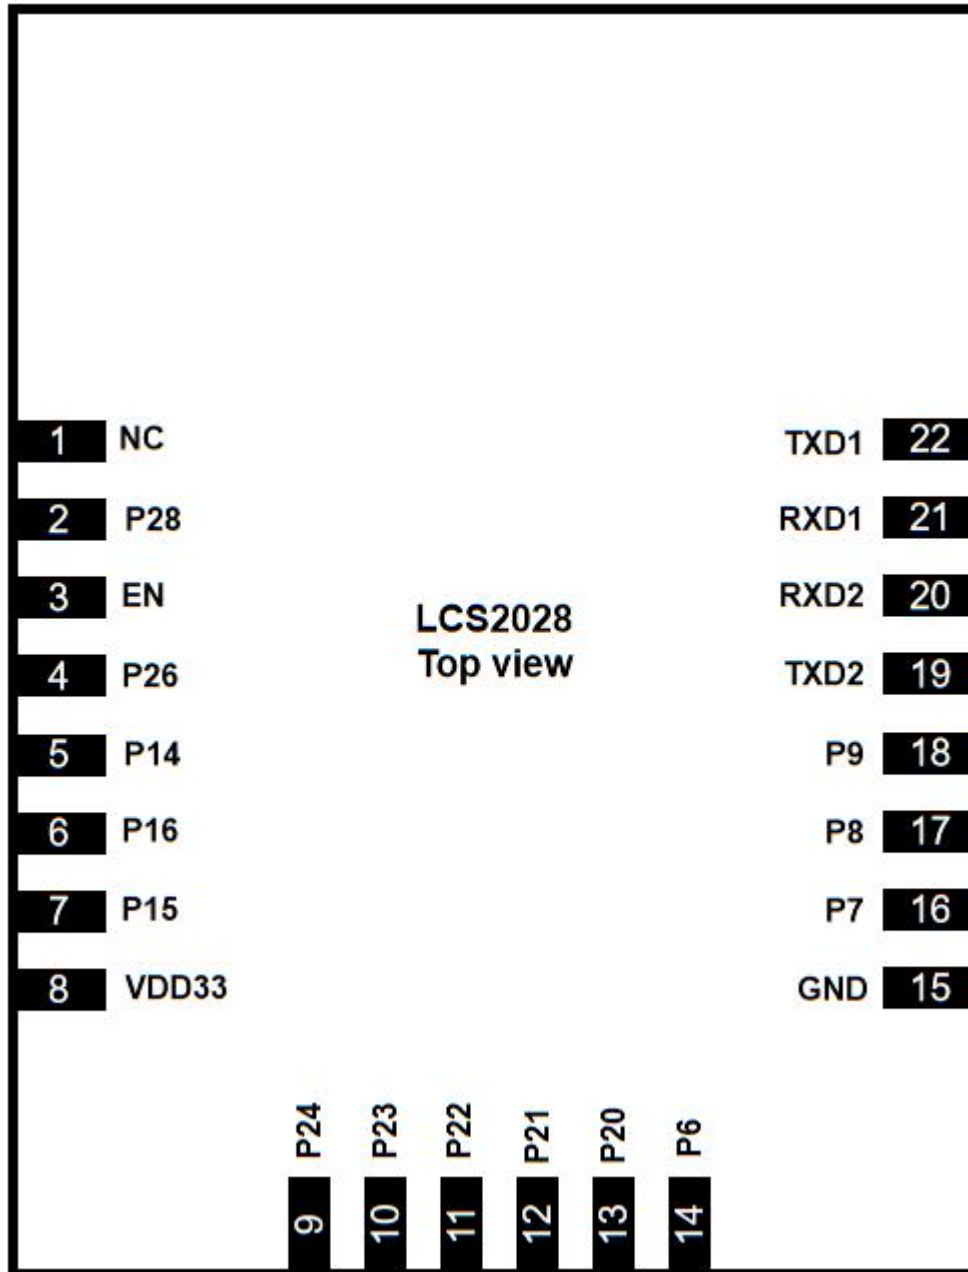 1 NC
2 P28
3 EN
4 P26
5 P14
6 P16
7 P15
8 VDD33
LCS2028
Top view
TXD1 22
RXD1 21
RXD2 20
TXD2 19
P9 18
P8 17
P7 16
GND 15
P24
P23
P22
P21
P20
P6
9
10
11
12
13
14